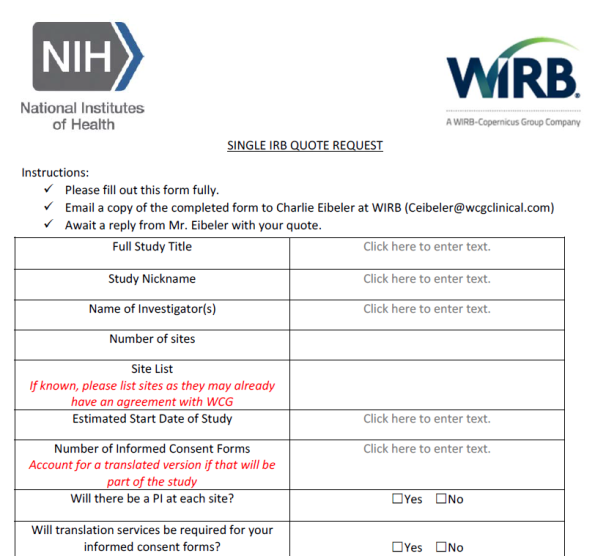 NIH
National Institutes
of Health
WIRB®
A WIRB-Copernicus Group Company
SINGLE IRB QUOTE REQUEST
Instructions:
✓ Please fill out this form fully.
✓ Email a copy of the completed form to Charlie Eibeler at WIRB (Ceibeler@wcgclinical.com)
✓ Await a reply from Mr. Eibeler with your quote.
Full Study Title Click here to enter text.
Study Nickname Click here to enter text.
Name of Investigator(s) Click here to enter text.
Number of sites
Site List
If known, please list sites as they may already
have an agreement with WCG
Estimated Start Date of Study Click here to enter text.
Number of Informed Consent Forms Click here to enter text.
Account for a translated version if that will be
part of the study
Will there be a PI at each site? ☐Yes ☐No
Will translation services be required for your
informed consent forms? ☐Yes ☐No